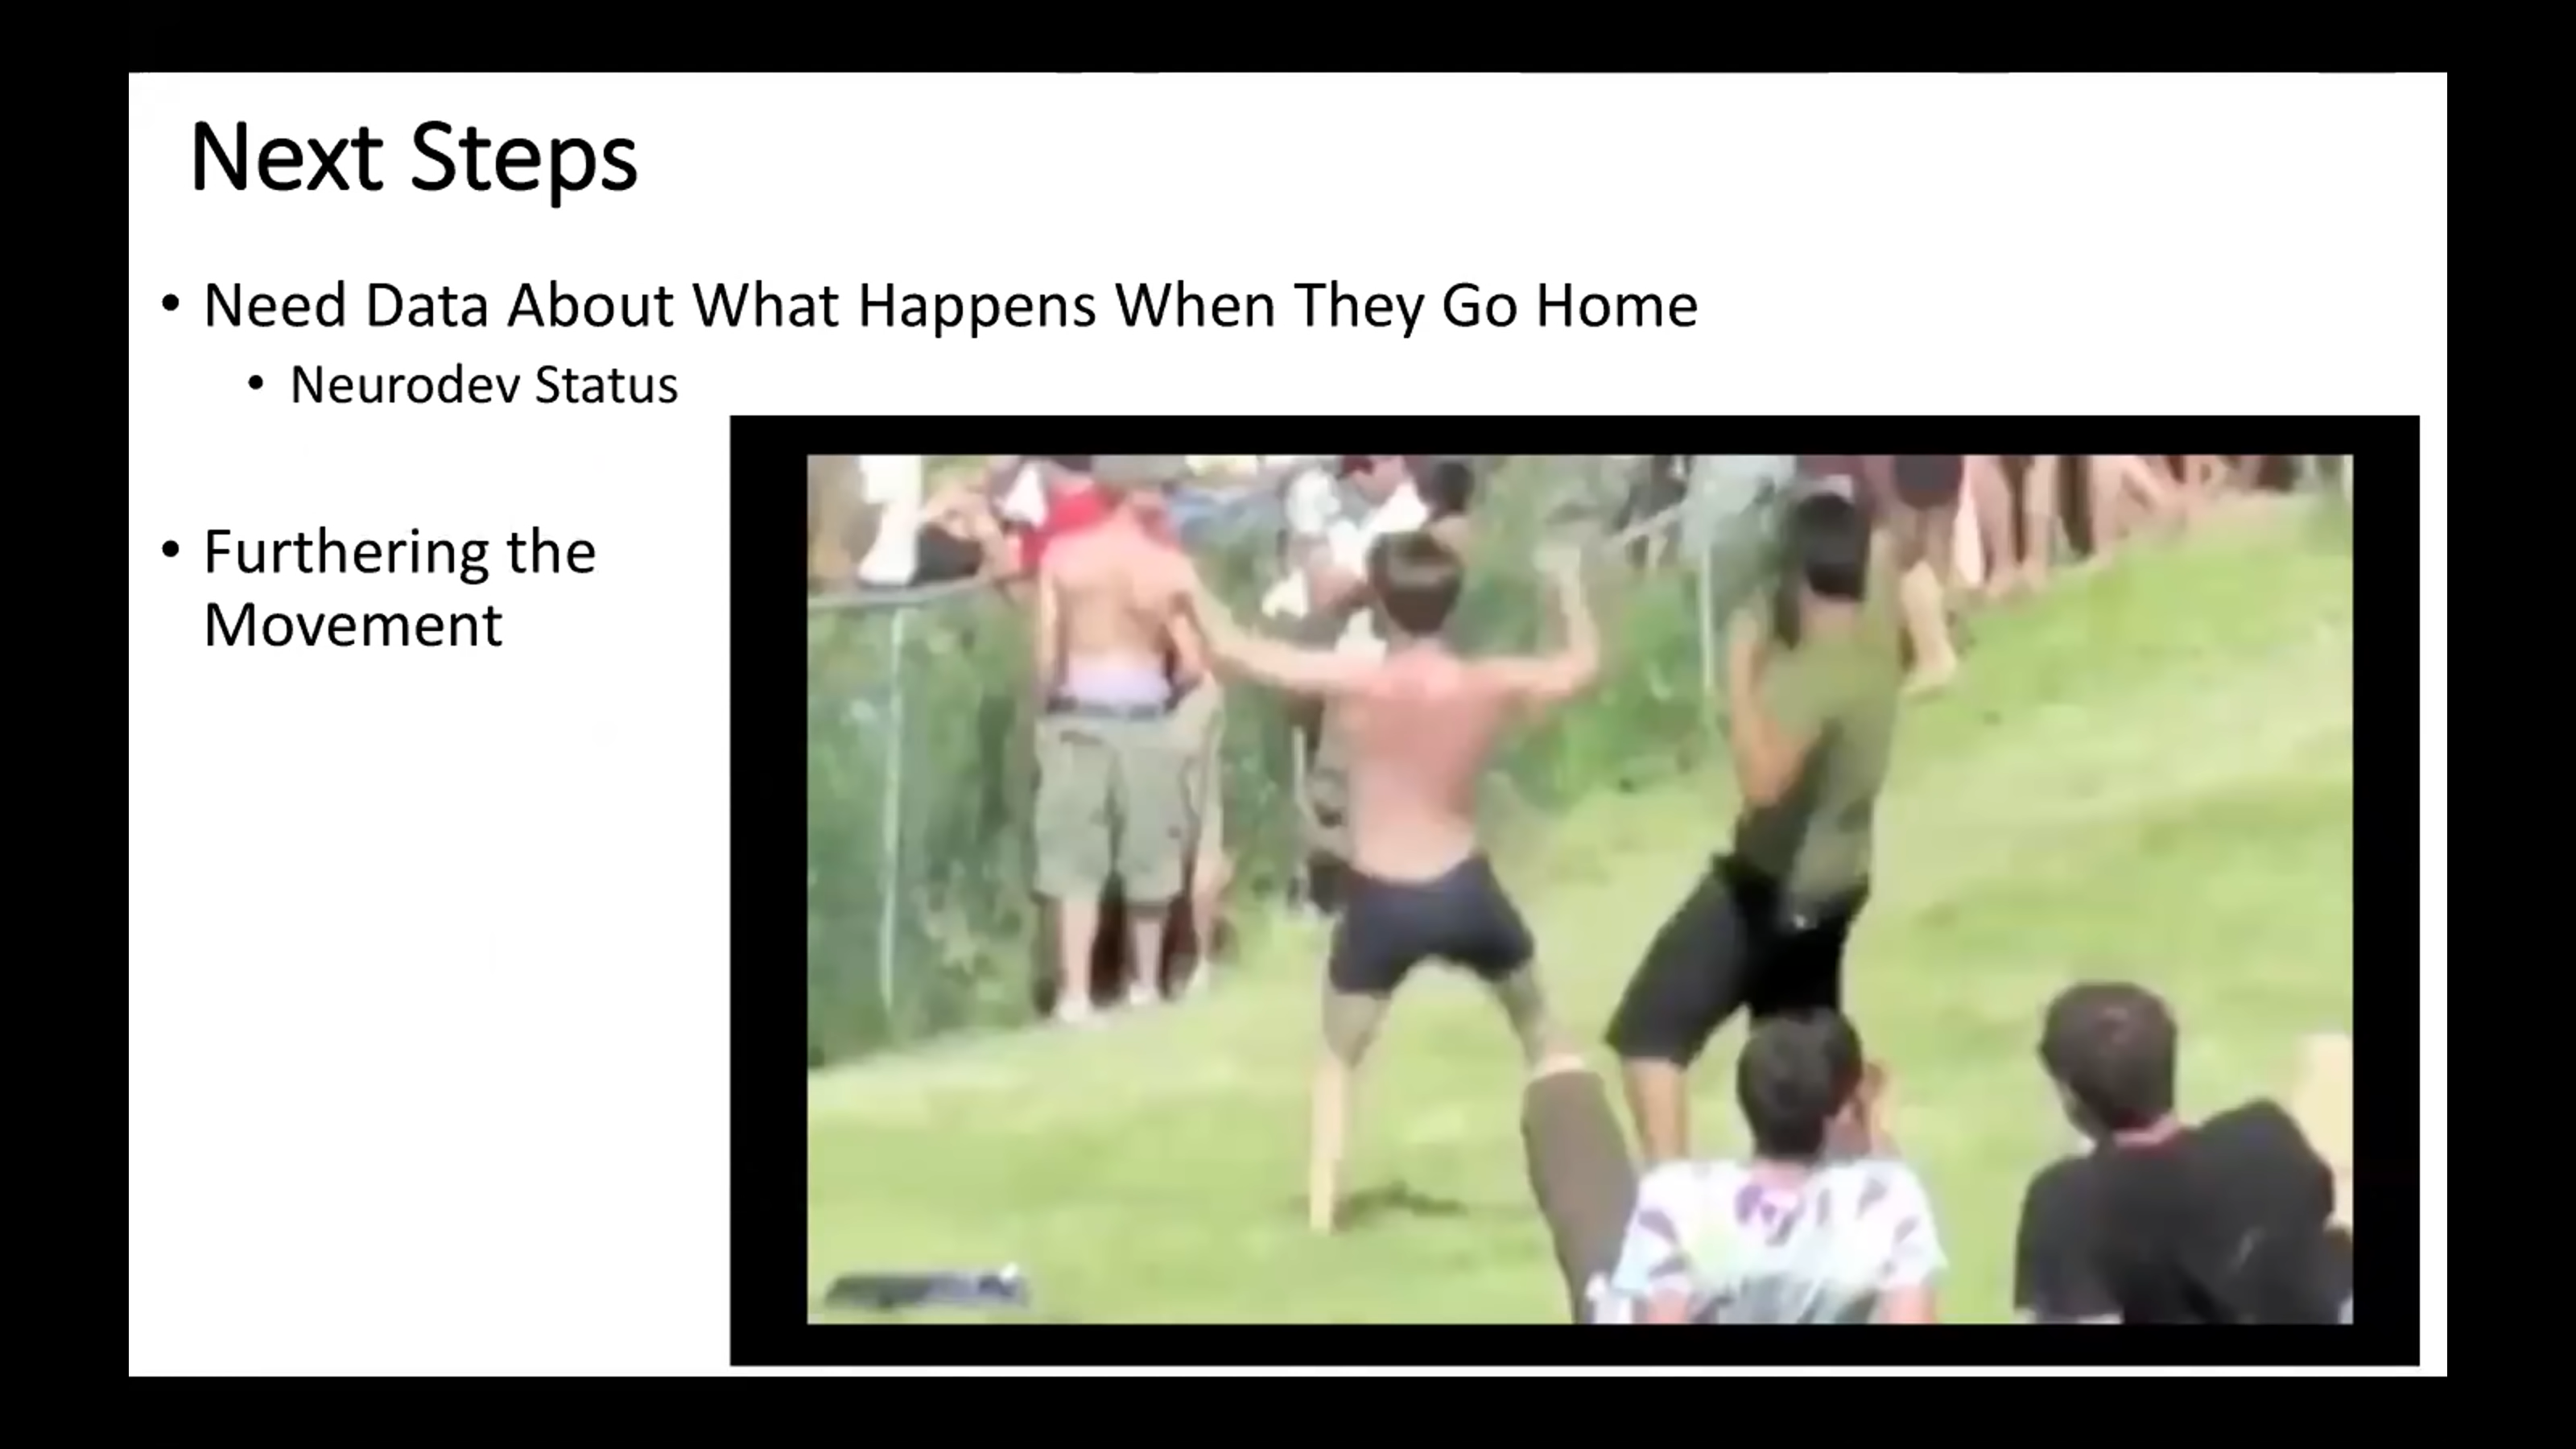 Next Steps
• Need Data About What Happens When They Go Home
• Neurodev Status
• Furthering the
Movement